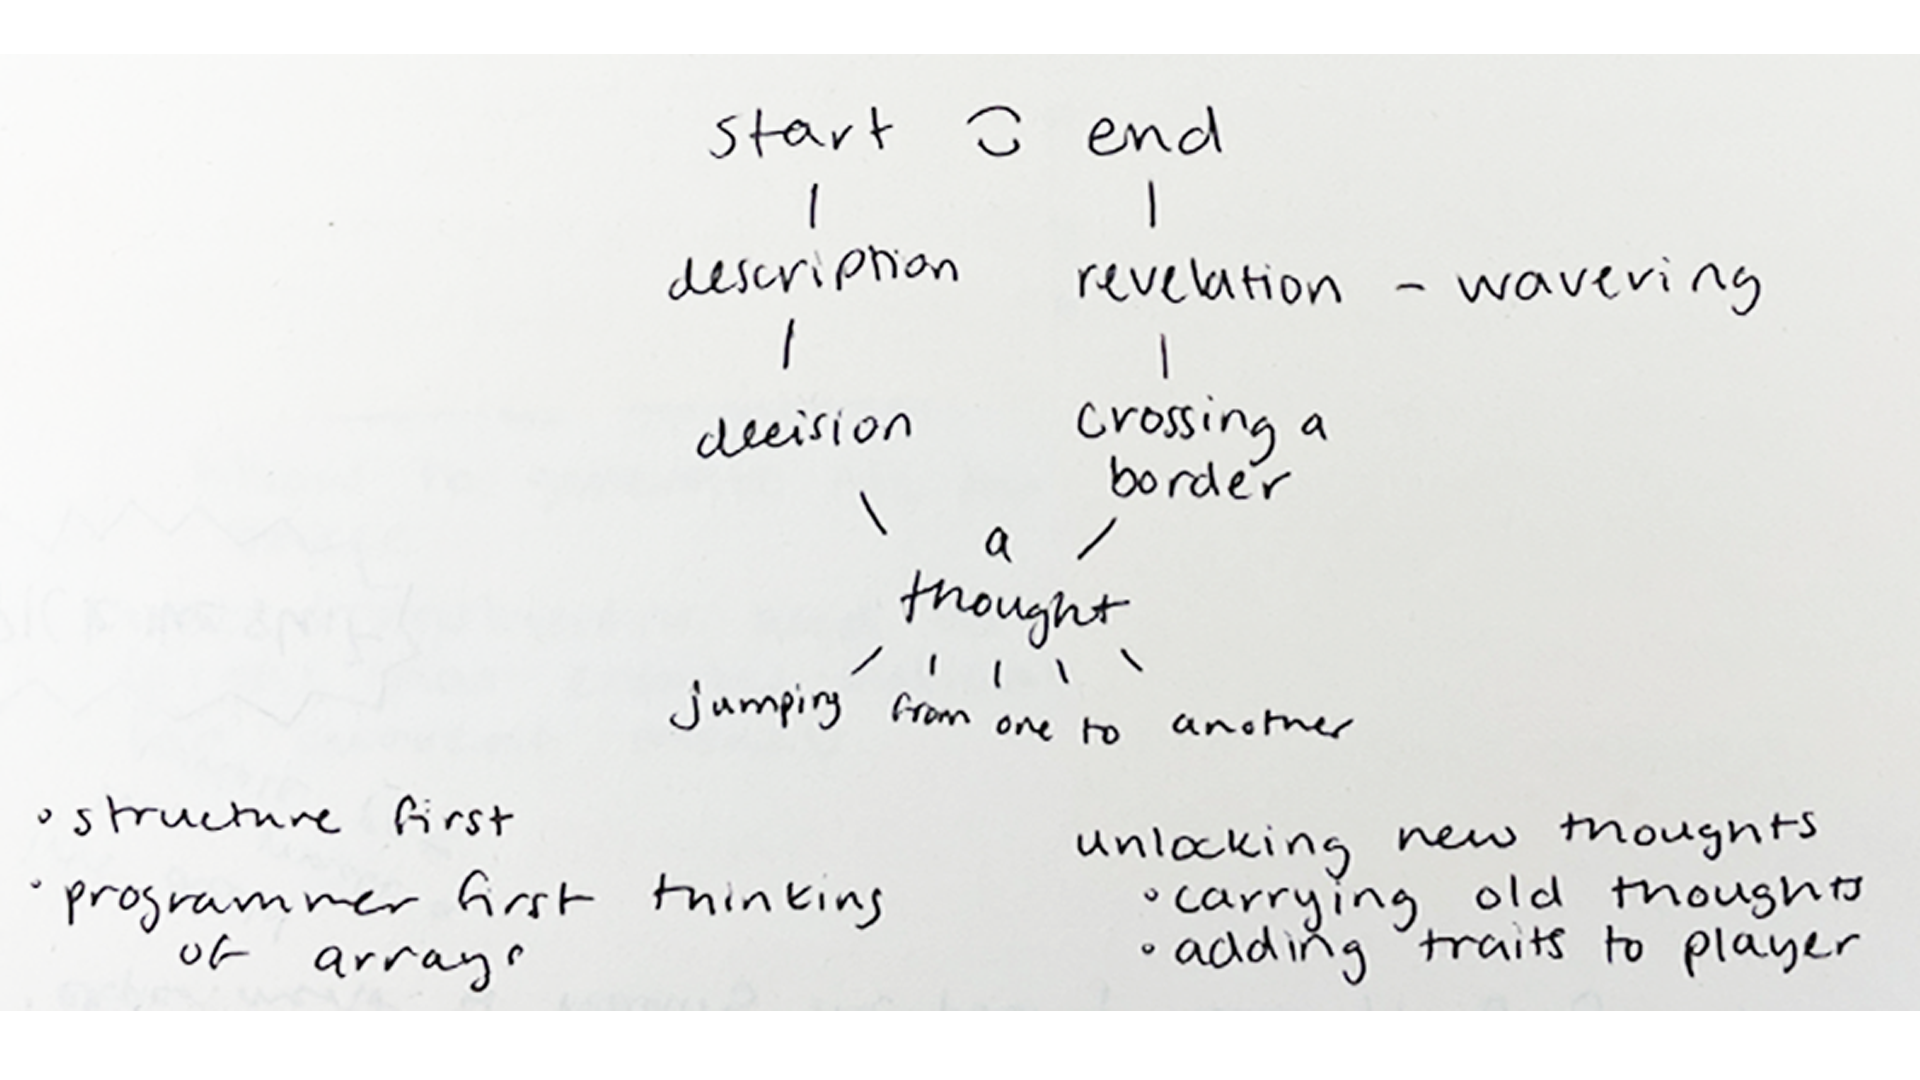 start end
description revelation - wavering
decision crossing a
border
a
thought
jumping from one to another
• structure first
• programmer first thinking
of arrays
unlocking new thoughts
• carrying old thoughts
• adding traits to player